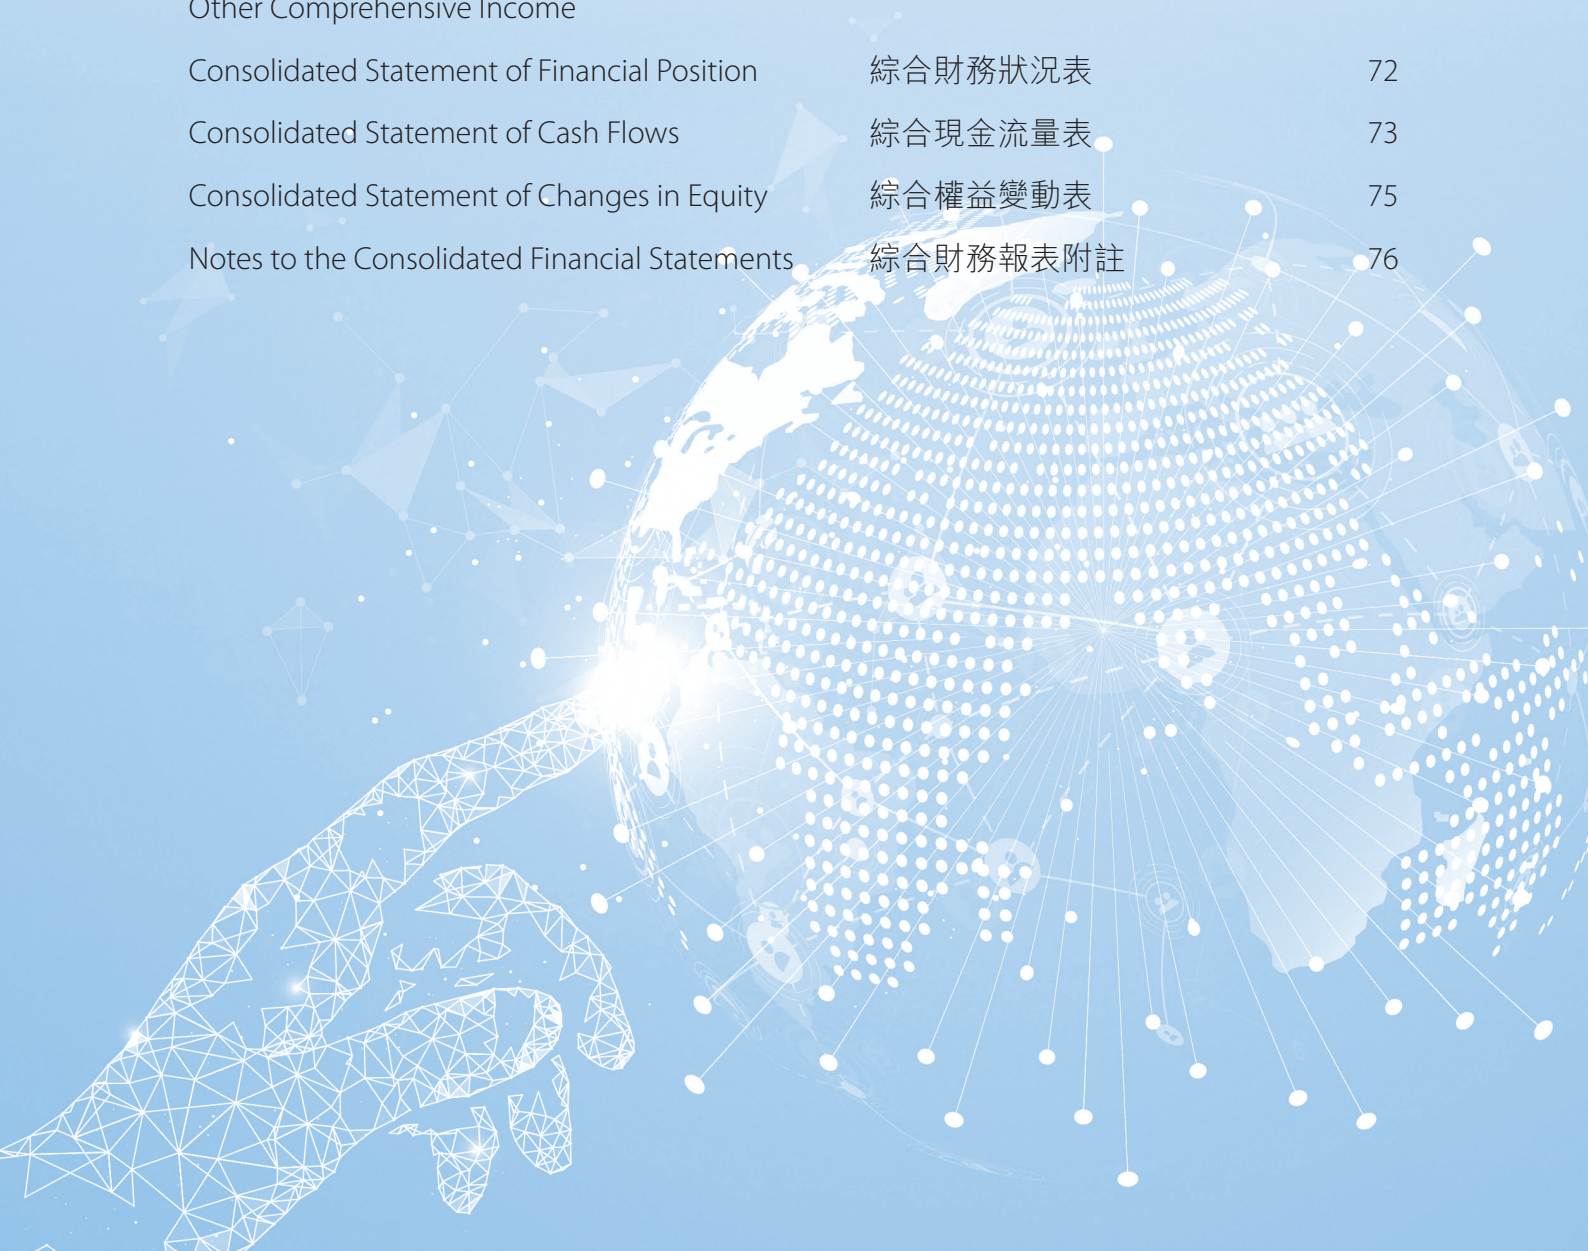 Other Comprehensive Income
Consolidated Statement of Financial Position 綜合財務狀況表 72
Consolidated Statement of Cash Flows 綜合現金流量表 73
Consolidated Statement of Changes in Equity 綜合權益變動表 75
Notes to the Consolidated Financial Statements 綜合財務報表附註 76